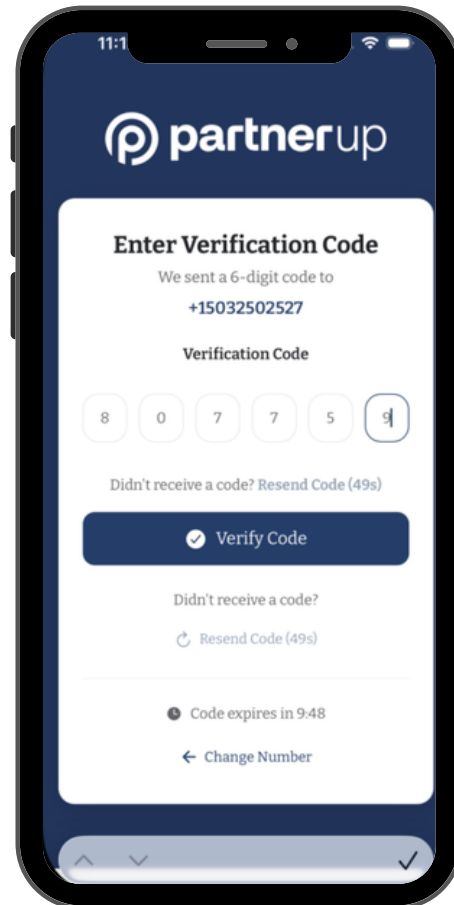 11:1
partnerup
Enter Verification Code
We sent a 6-digit code to
+15032502527
Verification Code
8 0 7 7 5 9
Didn't receive a code? Resend Code (49s)
Verify Code
Didn't receive a code?
Resend Code (49s)
Code expires in 9:48
Change Number